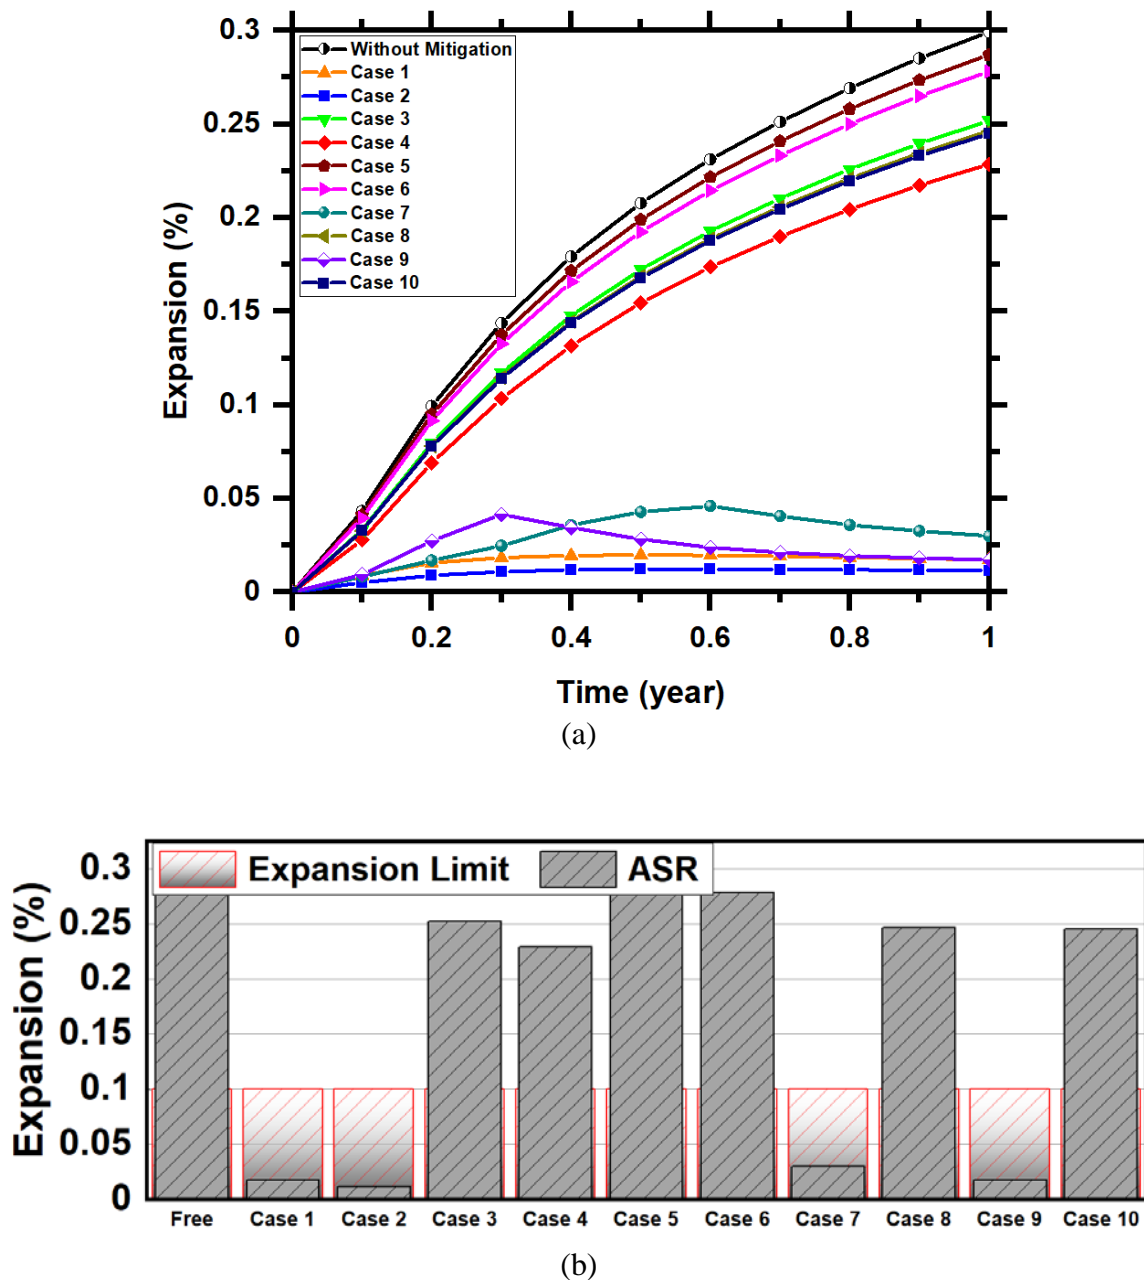 (a)
0.3
0.25
0.2
0.15
0.1
0.05
0
Expansion (%)
Without Mitigation
Case 1
Case 2
Case 3
Case 4
Case 5
Case 6
Case 7
Case 8
Case 9
Case 10
0 0.2 0.4 0.6 0.8 1
Time (year)
(a)
0.3
0.25
0.2
0.15
0.1
0.05
0
Expansion (%)
Expansion Limit ASR
Free Case 1 Case 2 Case 3 Case 4 Case 5 Case 6 Case 7 Case 8 Case 9 Case 10
(b)